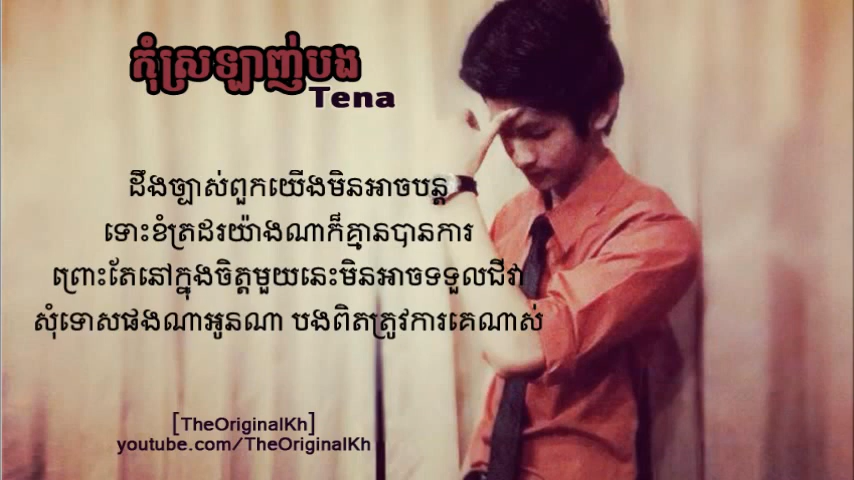 កុំស្រឡាញ់បង
Tena
ដឹងច្បាស់ពួកយើងមិនអាចបន្ត
ទោះខំត្រដរយ៉ាងណាក៏គ្មានបានការ
ព្រោះតែនៅក្នុងចិត្តមួយនេះមិនអាចទទួលជីវា
សុំទោសផងណាអូនណា បងពិតត្រូវការគេណាស់
[TheOriginalKh]
youtube.com/TheOriginalKh